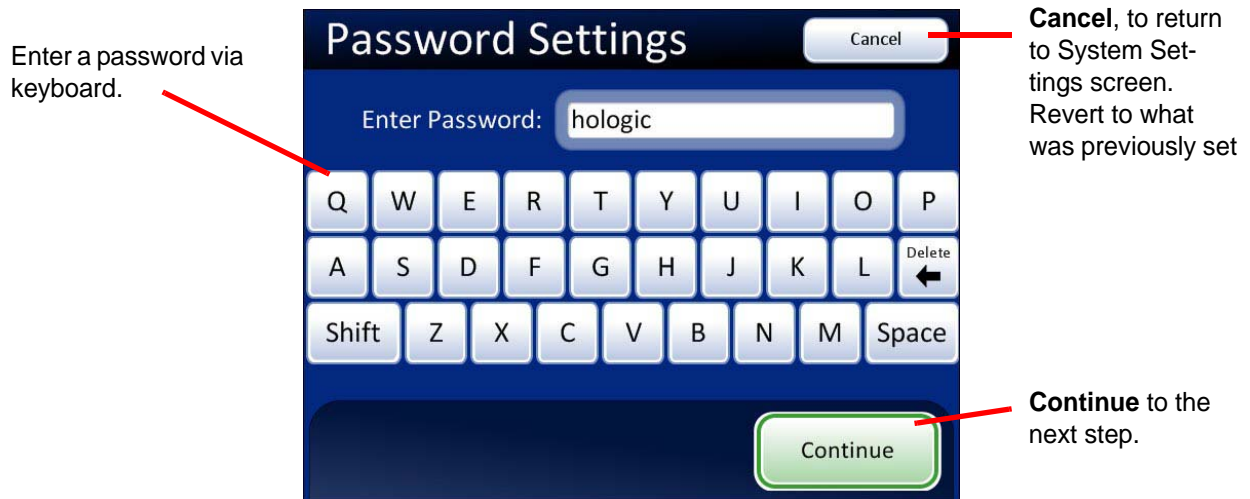 Enter a password via
keyboard.
Password Settings
Cancel
Cancel, to return
to System Set-
tings screen.
Revert to what
was previously set
Enter Password: hologic
Q W E R T Y U I O P
A S D F G H J K L Delete
Shift Z X C V B N M Space
Continue
Continue to the
next step.